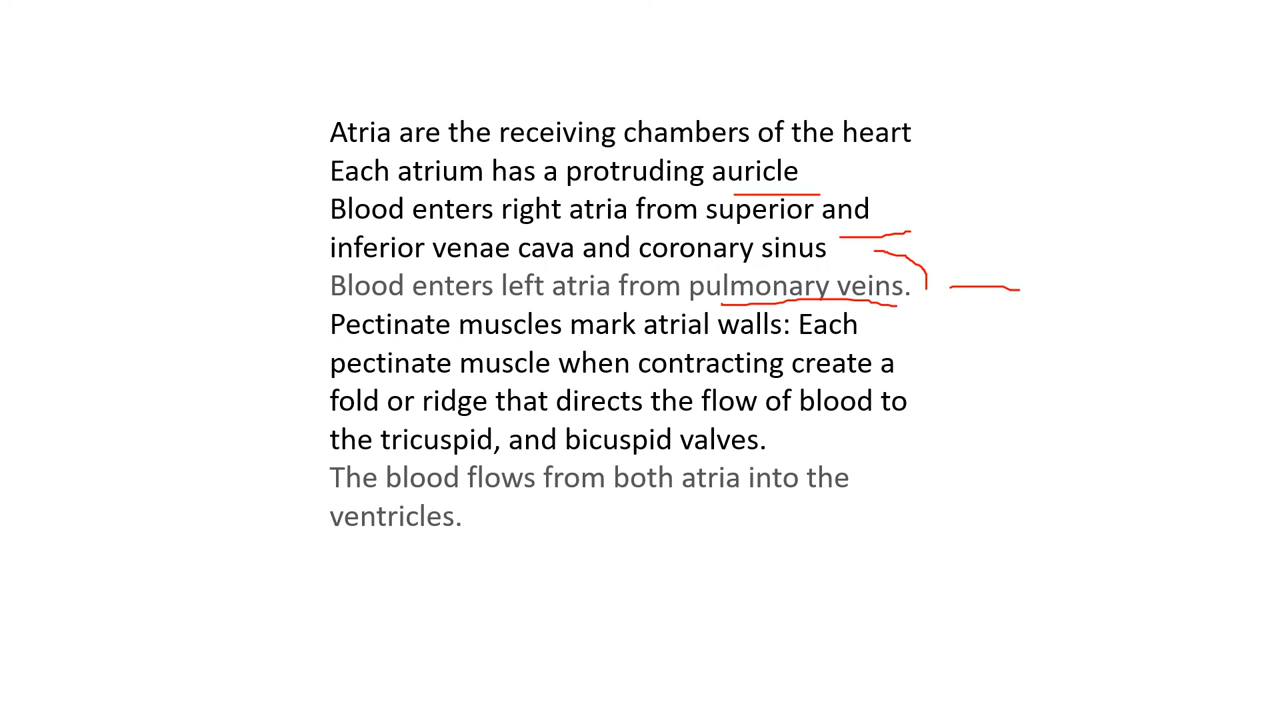 Atria are the receiving chambers of the heart
Each atrium has a protruding auricle
Blood enters right atria from superior and
inferior venae cava and coronary sinus
Blood enters left atria from pulmonary veins.
Pectinate muscles mark atrial walls: Each
pectinate muscle when contracting create a
fold or ridge that directs the flow of blood to
the tricuspid, and bicuspid valves.
The blood flows from both atria into the
ventricles.